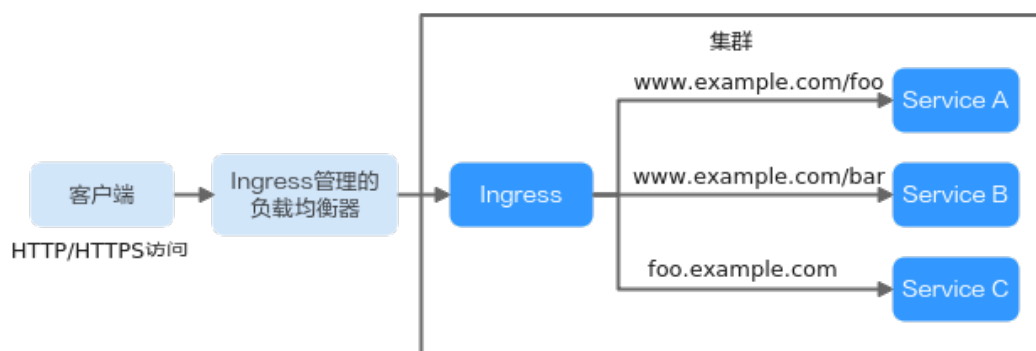 集群
www.example.com/foo
Service A
客户端
HTTP/HTTPS访问
Ingress管理的
负载均衡器
Ingress
www.example.com/bar
Service B
foo.example.com
Service C